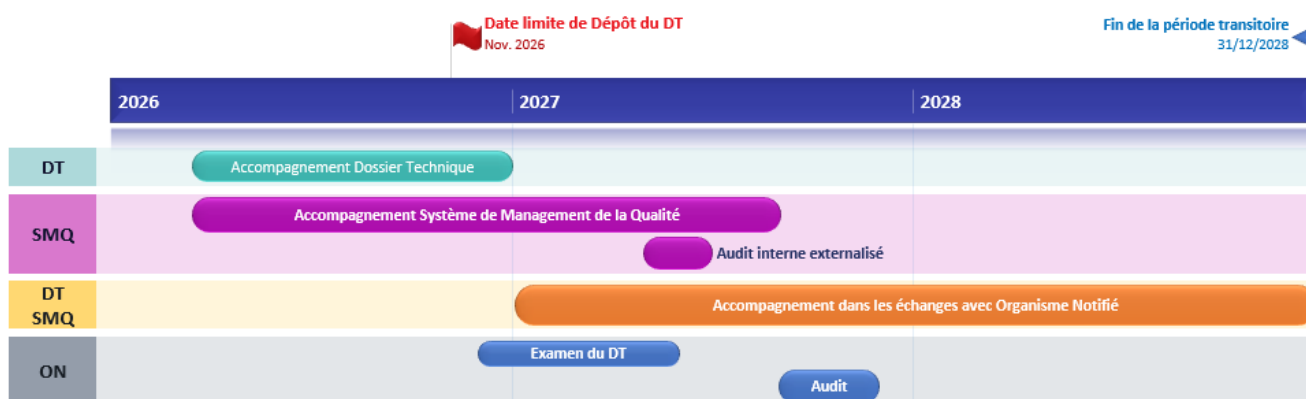 Date limite de Dépôt du DT
Nov. 2026
Fin de la période transitoire
31/12/2028
2026
2027
2028
DT
Accompagnement Dossier Technique
SMQ
Accompagnement Système de Management de la Qualité
Audit interne externalisé
DT
SMQ
Accompagnement dans les échanges avec Organisme Notifié
ON
Examen du DT
Audit